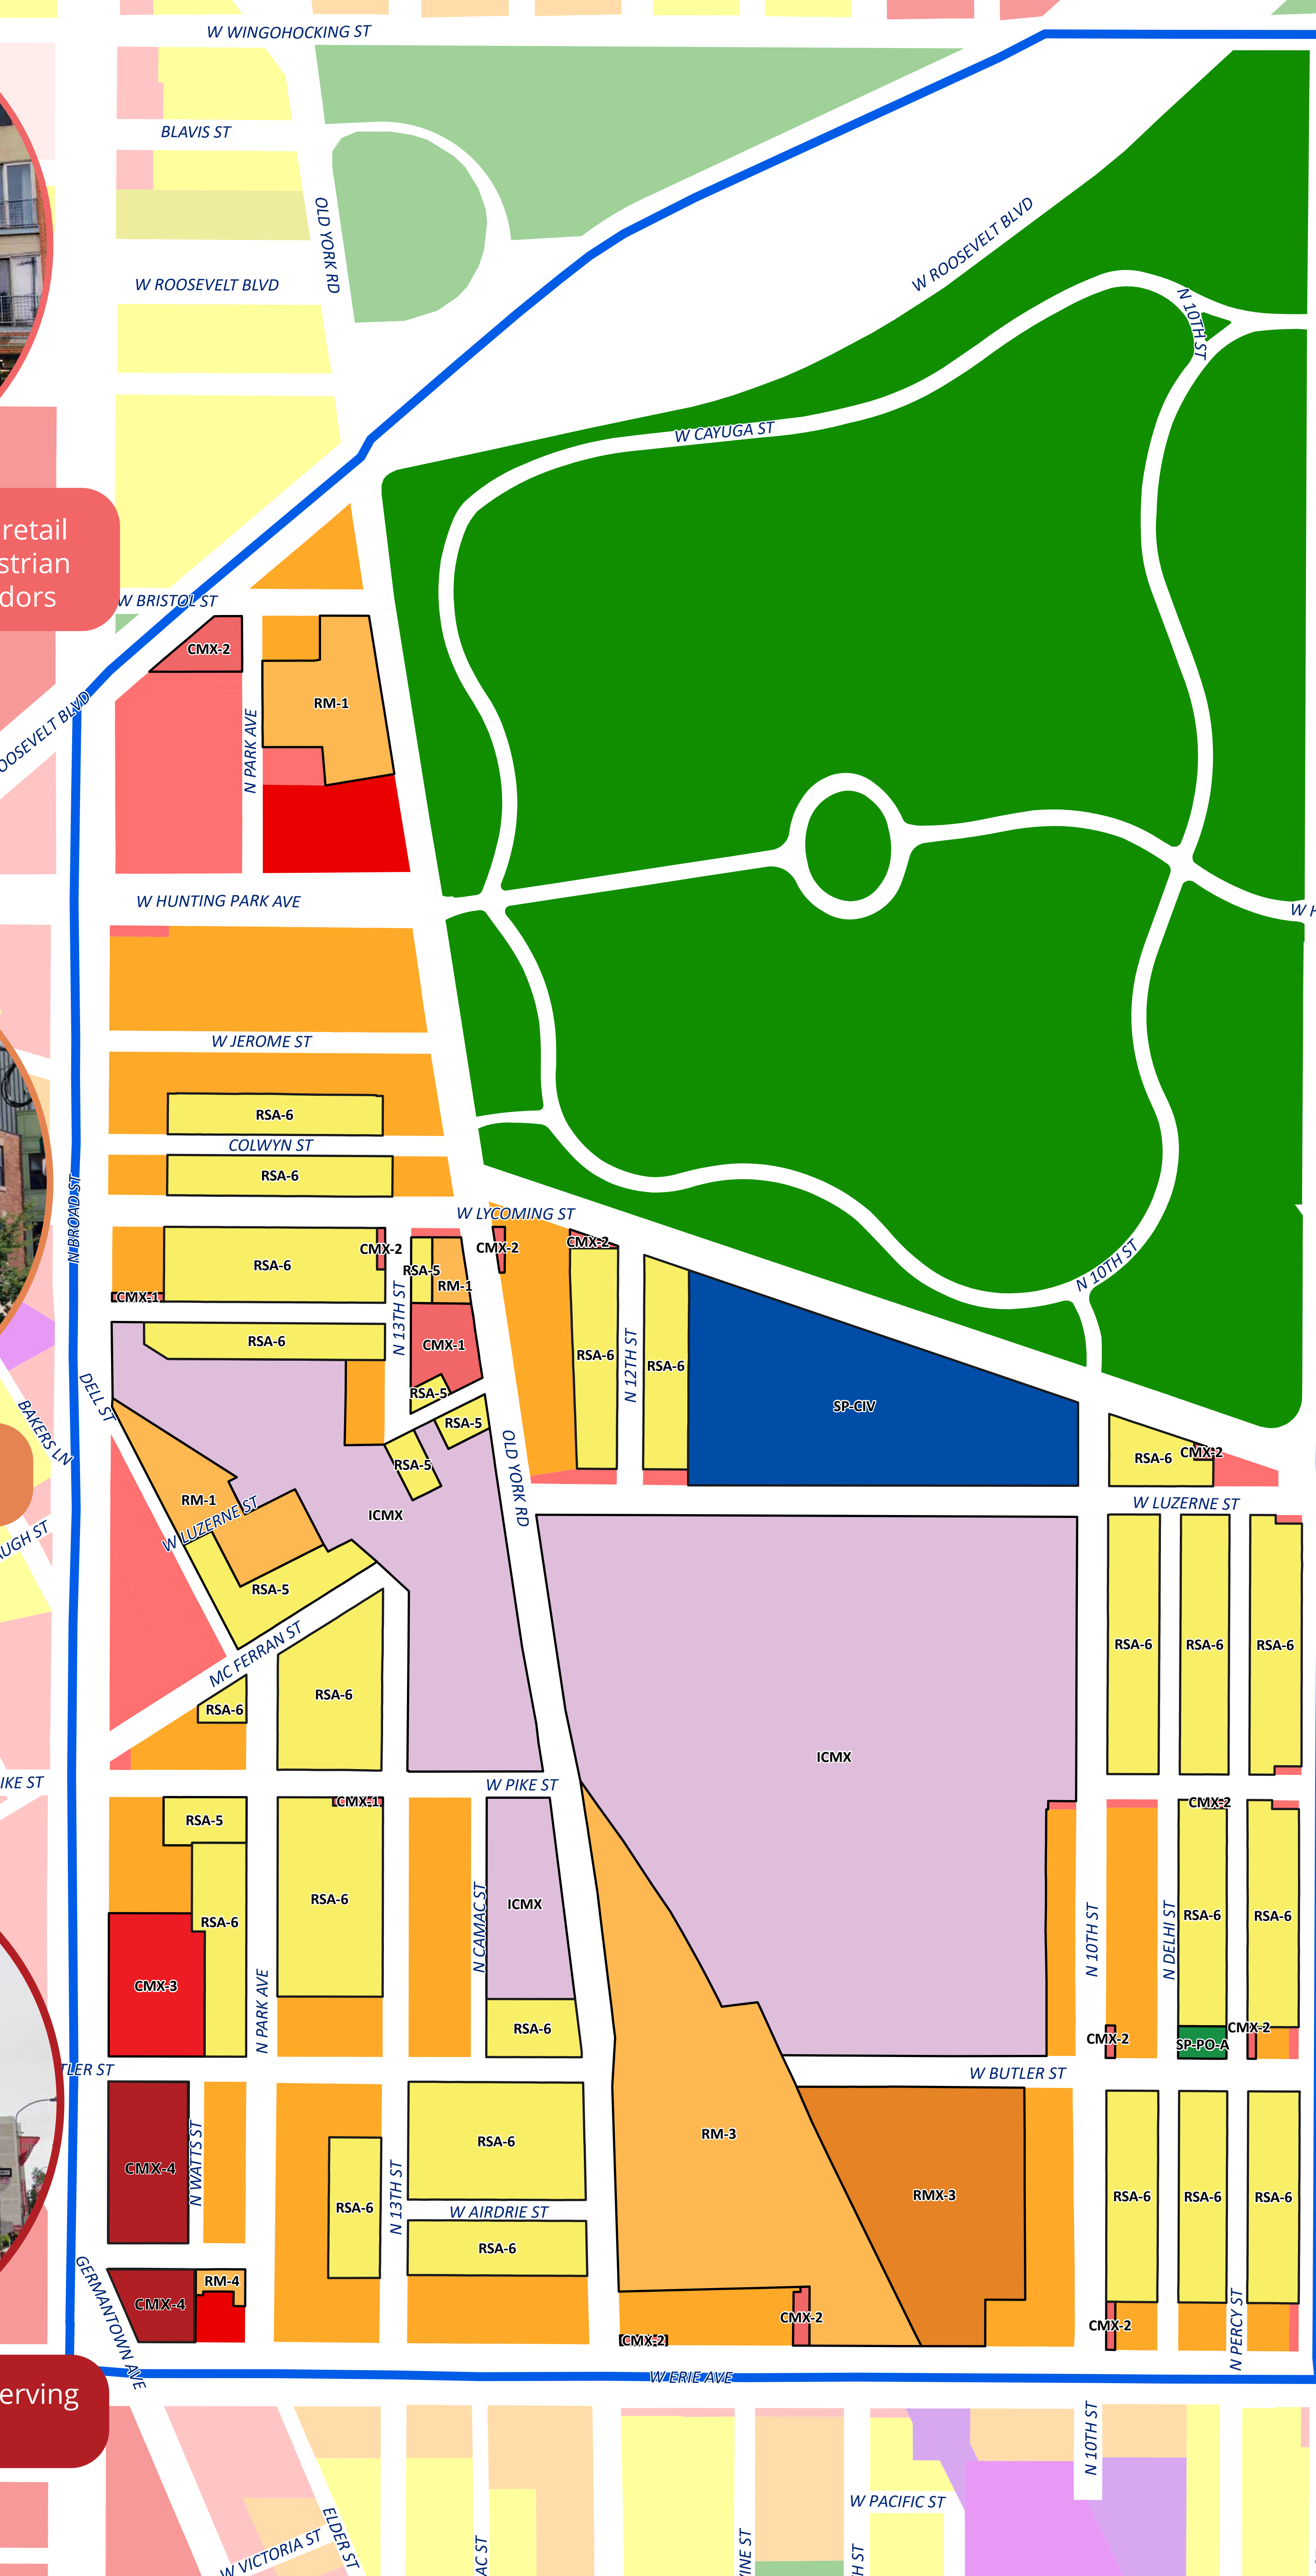 W WINGOHOCKING ST
BLAVIS ST
OLD YORK RD
W ROOSEVELT BLVD
W ROOSEVELT BLVD
N 10TH ST
W CAYUGA ST
retail
strian
dors
W BRISTOL ST
CMX-2
RM-1
OOSEVELT BLVD
N PARK AVE
W HUNTING PARK AVE
W H
W JEROME ST
RSA-6
COLWYN ST
RSA-6
N BROAD ST
W LYCOMING ST
CMX-2
CMX-2
CMX-2
RSA-6
RSA-5
RM-1
CMX-1
N 10TH ST
N 13TH ST
RSA-6
CMX-1
RSA-6
N 12TH ST
RSA-6
DELL ST
RSA-5
SP-CIV
RSA-5
BAKERS LN
RSA-5
OLD YORK RD
RSA-6
CMX-2
RM-1
W LUZERNE ST
ICMX
W LUZERNE ST
AUGH ST
RSA-5
MC FERRAN ST
RSA-6
RSA-6
RSA-6
RSA-6
RSA-6
ICMX
IKE ST
W PIKE ST
CMX-1
CMX-2
RSA-5
RSA-6
RSA-6
ICMX
N CAMAC ST
N 10TH ST
N DELHI ST
RSA-6
RSA-6
CMX-3
N PARK AVE
RSA-6
CMX-2
CMX-2
SP-PO-A
TLER ST
W BUTLER ST
RM-3
CMX-4
N WATTS ST
RSA-6
RSA-6
N 13TH ST
W AIRDRIE ST
RSA-6
RMX-3
RSA-6
RSA-6
RSA-6
GERMANTOWN AVE
RM-4
CMX-4
CMX-2
CMX-2
CMX-2
N PERCY ST
W ERIE AVE
erving
N 10TH ST
W PACIFIC ST
W VICTORIA ST
ELDER ST
AC ST
INE ST
H ST